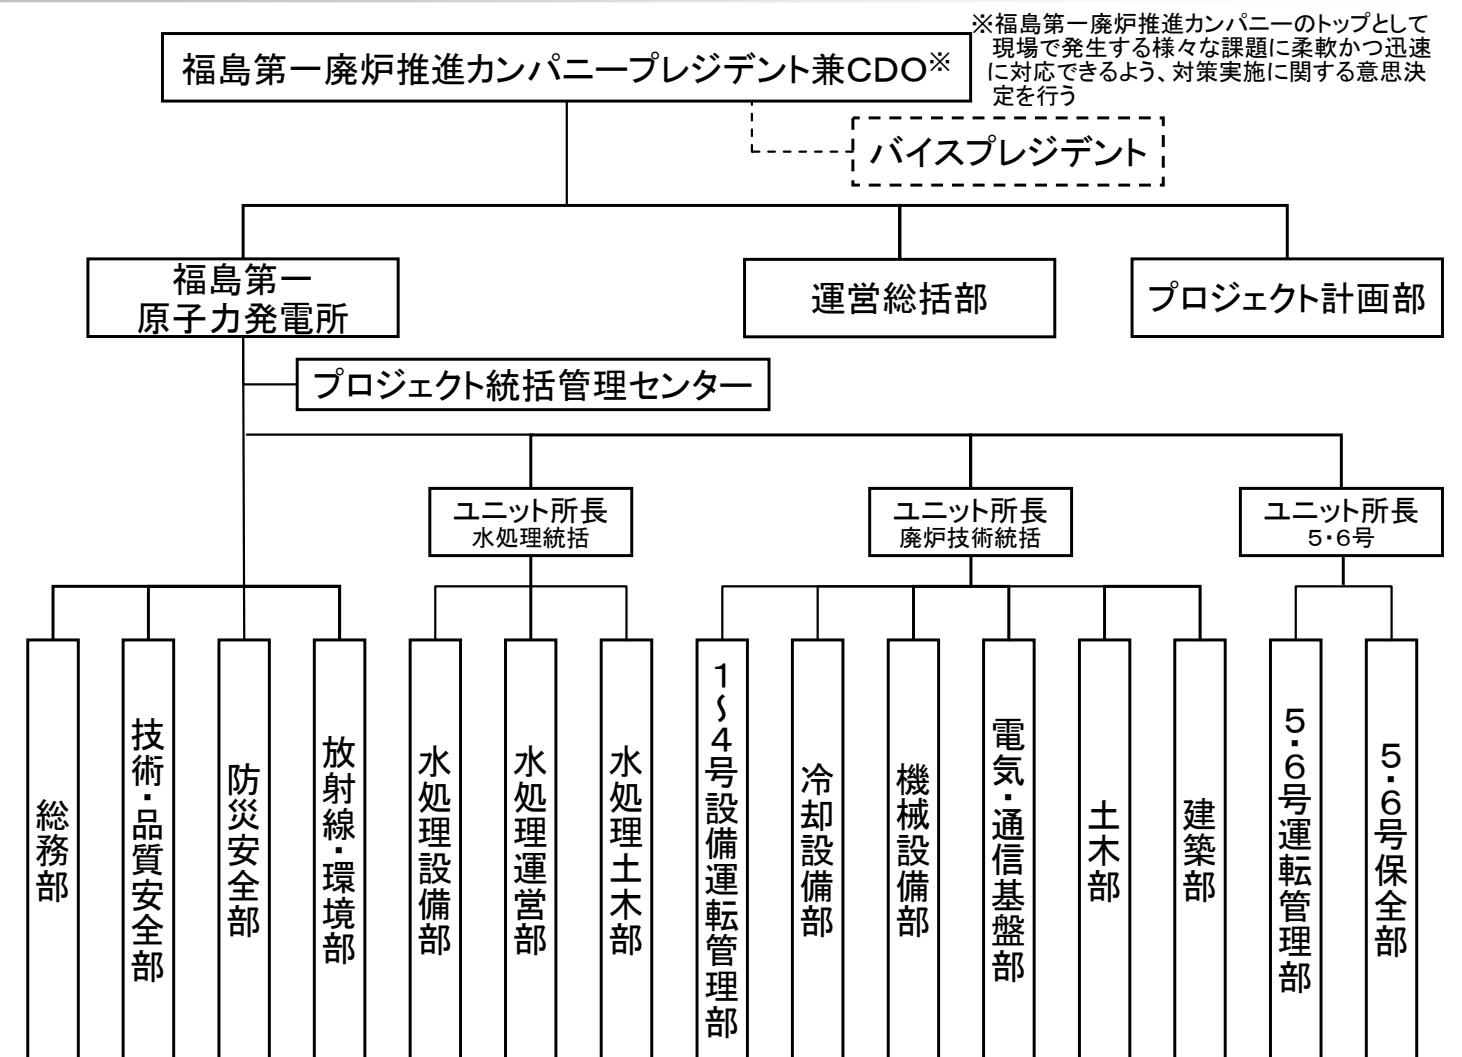 ※福島第一廃炉推進カンパニーのトップとして
現場で発生する様々な課題に柔軟かつ迅速
に対応できるよう、対策実施に関する意思決
定を行う
福島第一廃炉推進カンパニープレジデント兼CDO※
バイスプレジデント
福島第一
原子力発電所
運営総括部
プロジェクト計画部
プロジェクト統括管理センター
ユニット所長
水処理統括
ユニット所長
廃炉技術統括
ユニット所長
5・6号
総務部
技術・品質安全部
防災安全部
放射線・環境部
水処理設備部
水処理運営部
水処理土木部
1～4号設備運転管理部
冷却設備部
機械設備部
電気・通信基盤部
土木部
建築部
5・6号運転管理部
5・6号保全部